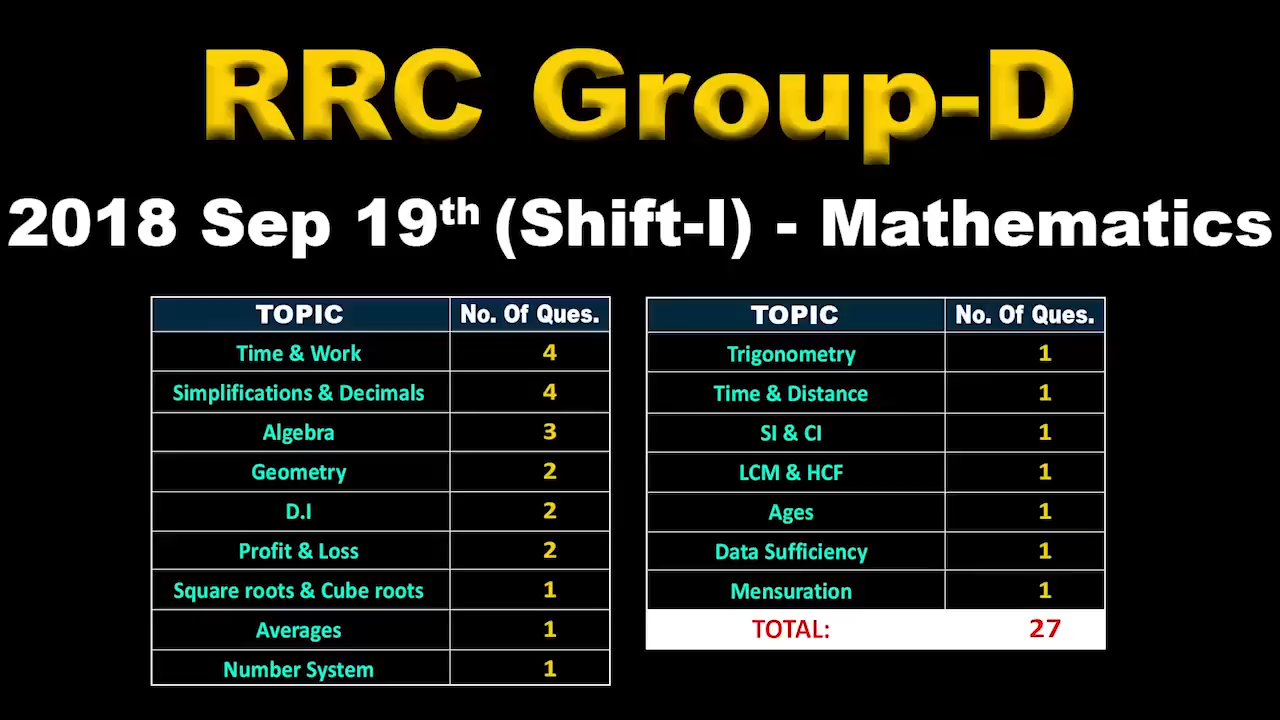 RRC Group-D
2018 Sep 19th (Shift-I) - Mathematics
TOPIC No. Of Ques.
Time & Work 4
Simplifications & Decimals 4
Algebra 3
Geometry 2
D.I 2
Profit & Loss 2
Square roots & Cube roots 1
Averages 1
Number System 1
TOPIC No. Of Ques.
Trigonometry 1
Time & Distance 1
SI & CI 1
LCM & HCF 1
Ages 1
Data Sufficiency 1
Mensuration 1
TOTAL: 27